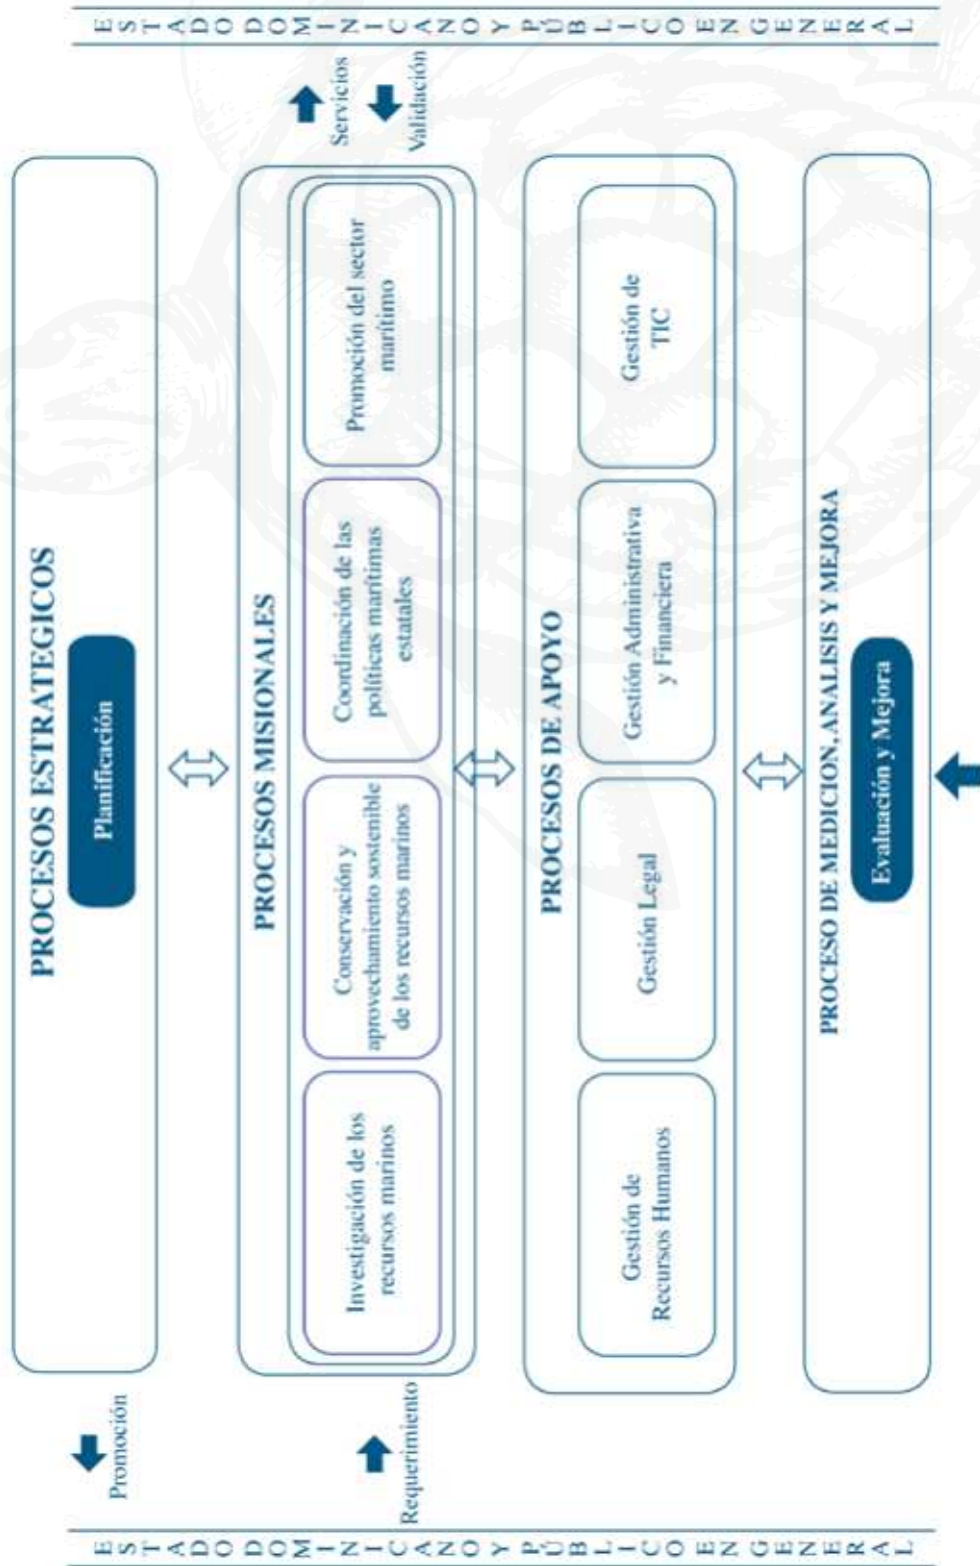 ESTADO DOMINICANO Y PÚBLICO EN GENERAL
Promoción
Requerimiento
PROCESOS ESTRATEGICOS
Planificación
PROCESOS MISIONALES
Investigación de los
recursos marinos
Conservación y
aprovechamiento sostenible
de los recursos marinos
Coordinación de las
políticas marítimas
estatales
Promoción del sector
marítimo
PROCESOS DE APOYO
Gestión de
Recursos Humanos
Gestión Legal
Gestión Administrativa
y Financiera
Gestión de
TIC
PROCESO DE MEDICION, ANALISIS Y MEJORA
Evaluación y Mejora
Servicios
Validación
ESTADO DOMINICANO Y PÚBLICO EN GENERAL